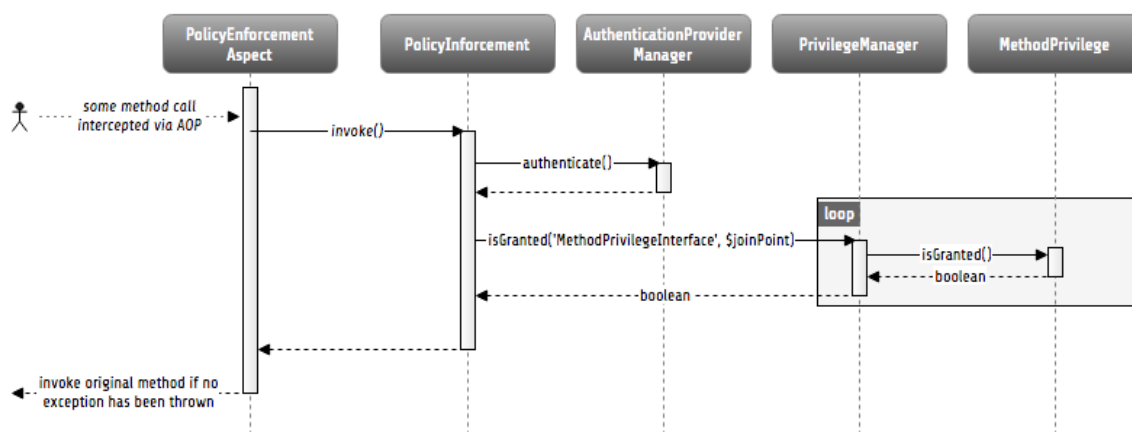 PolicyEnforcement
Aspect
PolicyInforcement
AuthenticationProvider
Manager
PrivilegeManager
MethodPrivilege
some method call
intercepted via AOP
invoke()
authenticate()
loop
isGranted('MethodPrivilegeInterface', $joinPoint)
isGranted()
boolean
boolean
invoke original method if no
exception has been thrown